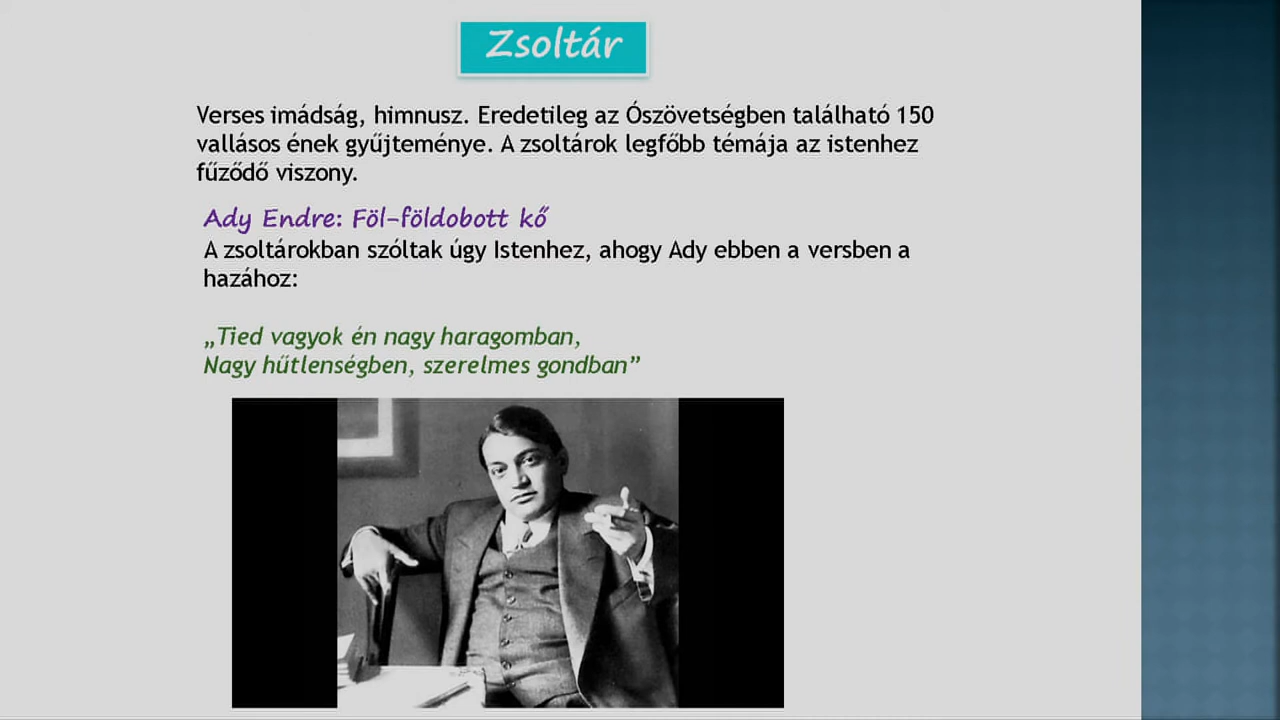 Zsoltár
Verses imádság, himnusz. Eredetileg az Ószövetségben található 150
vallásos ének gyűjteménye. A zsoltárok legfőbb témája az istenhez
fűződő viszony.
Ady Endre: Föl-földobott kő
A zsoltárokban szóltak úgy Istenhez, ahogy Ady ebben a versben a
hazához:
„Tied vagyok én nagy haragomban,
Nagy hűtlenségben, szerelmes gondban”